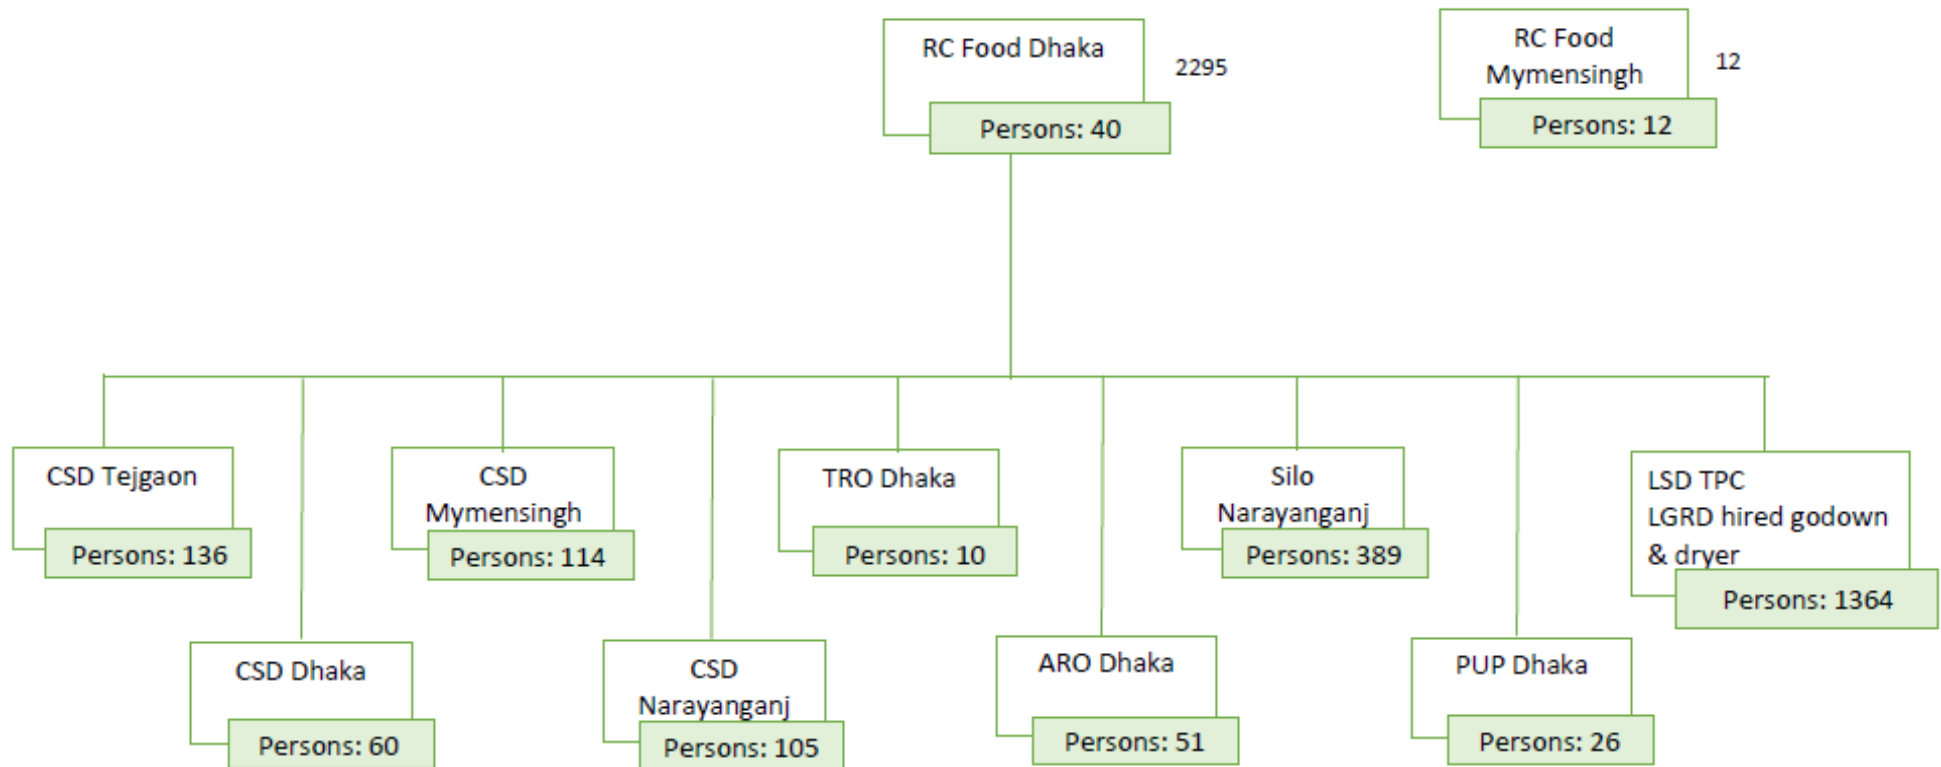 RC Food Dhaka
2295
Persons: 40
RC Food
Mymensingh
12
Persons: 12
CSD Tejgaon
Persons: 136
CSD Dhaka
Persons: 60
CSD
Mymensingh
Persons: 114
CSD
Narayanganj
Persons: 105
TRO Dhaka
Persons: 10
ARO Dhaka
Persons: 51
Silo
Narayanganj
Persons: 389
PUP Dhaka
Persons: 26
LSD TPC
LGRD hired godown
& dryer
Persons: 1364